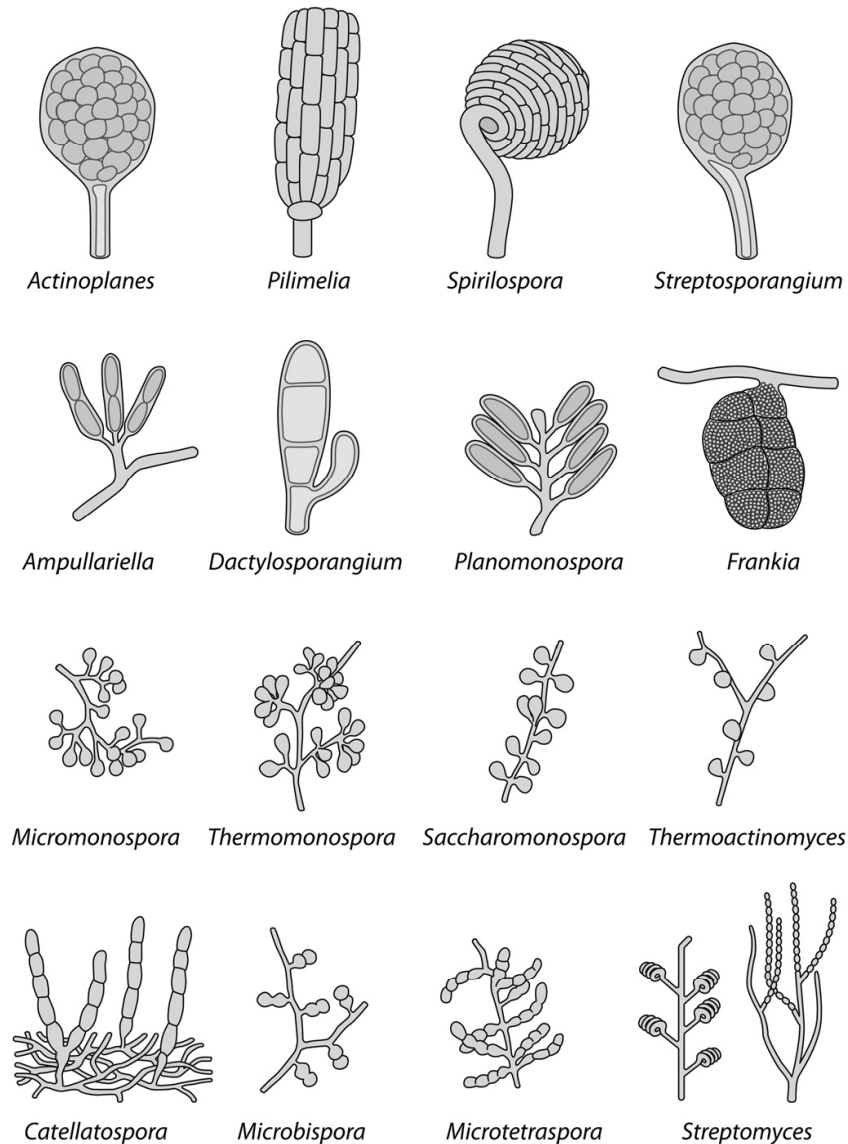 Actinoplanes
Pilimelia
Spirilospora
Streptosporangium
Ampullariella
Dactylosporangium
Planomonospora
Frankia
Micromonospora
Thermomonospora
Saccharomonospora
Thermoactinomyces
Catellatospora
Microbispora
Microtetraspora
Streptomyces